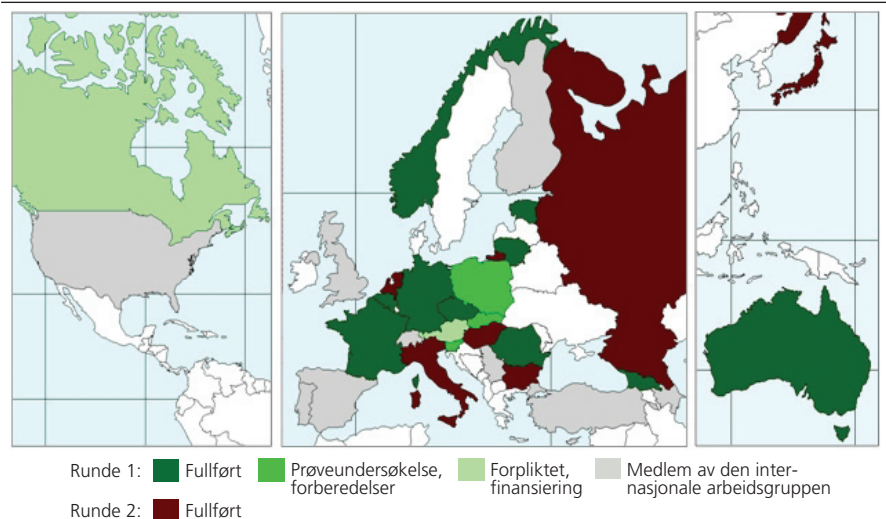 Runde 1: Fullført Prøveundersøkelse, Forpliktet, Medlem av den inter-
forberedelser finansiering nasjonale arbeidsgruppen
Runde 2: Fullført